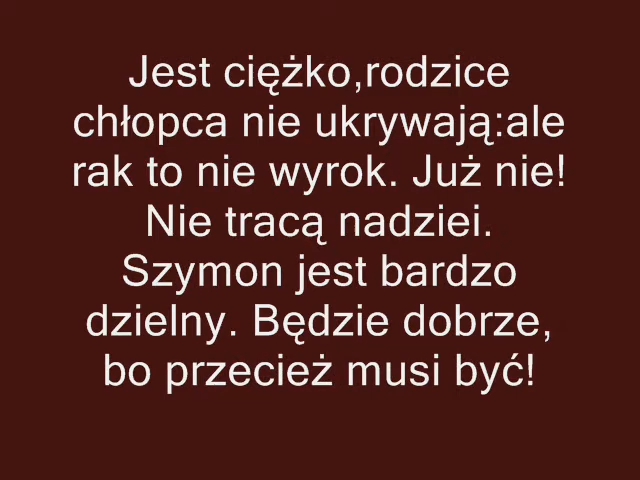 Jest ciężko,rodzice
chłopca nie ukrywają:ale
rak to nie wyrok. Już nie!
Nie tracą nadziei.
Szymon jest bardzo
dzielny. Będzie dobrze,
bo przecież musi być!